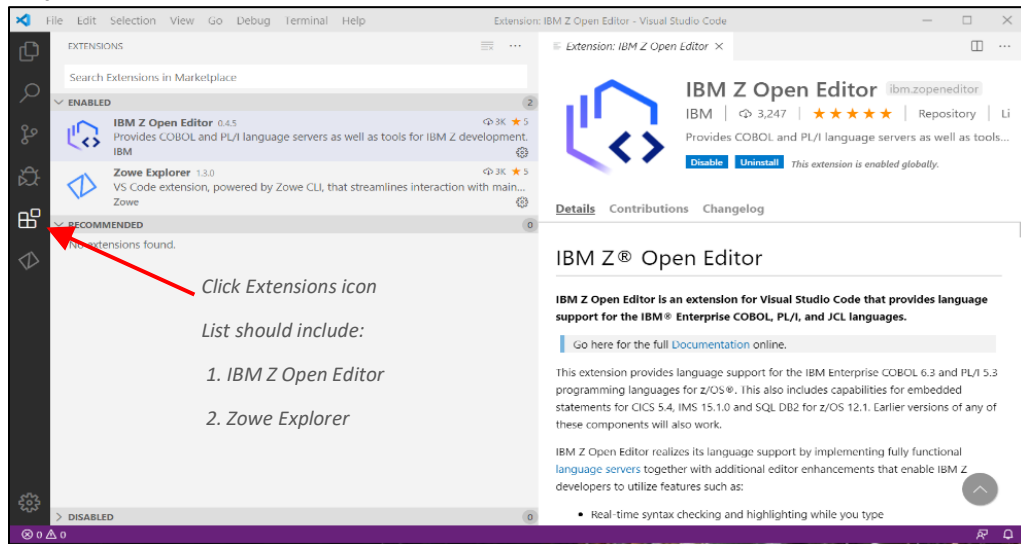 File Edit Selection View Go Debug Terminal Help
Extension: IBM Z Open Editor - Visual Studio Code
EXTENSIONS
Search Extensions in Marketplace
ENABLED 2
IBM Z Open Editor 0.4.5 3K ★ 5
Provides COBOL and PL/I language servers as well as tools for IBM Z development.
IBM
Zowe Explorer 1.3.0 3K ★ 5
VS Code extension, powered by Zowe CLI, that streamlines interaction with main...
Zowe
RECOMMENDED 0
No extensions found.
Click Extensions icon
List should include:
1. IBM Z Open Editor
2. Zowe Explorer
DISABLED 0
0 0
Extension: IBM Z Open Editor
IBM Z Open Editor ibm.zopeneditor
IBM 3,247 ★★★★★ Repository Li
Provides COBOL and PL/I language servers as well as tools...
Disable Uninstall This extension is enabled globally.
Details Contributions Changelog
IBM Z® Open Editor
IBM Z Open Editor is an extension for Visual Studio Code that provides language
support for the IBM® Enterprise COBOL, PL/I, and JCL languages.
Go here for the full Documentation online.
This extension provides language support for the IBM Enterprise COBOL 6.3 and PL/I 5.3
programming languages for z/OS®. This also includes capabilities for embedded
statements for CICS 5.4, IMS 15.1.0 and SQL DB2 for z/OS 12.1. Earlier versions of any of
these components will also work.
IBM Z Open Editor realizes its language support by implementing fully functional
language servers together with additional editor enhancements that enable IBM Z
developers to utilize features such as:
• Real-time syntax checking and highlighting while you type